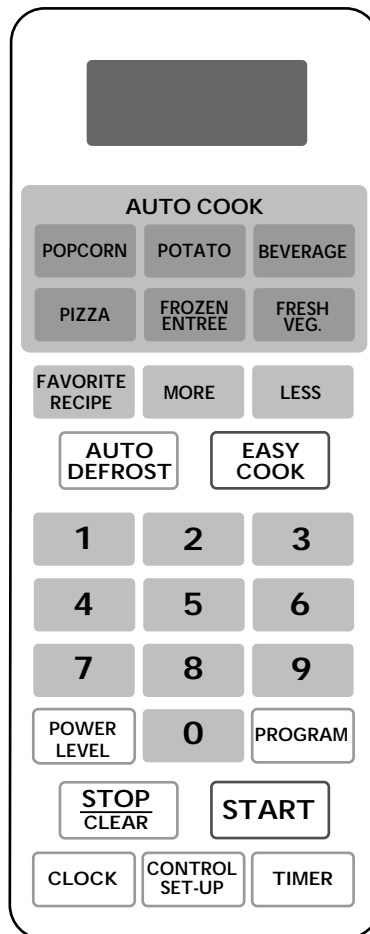 AUTO COOK
POPCORN POTATO BEVERAGE
PIZZA FROZEN ENTREE FRESH VEG.
FAVORITE RECIPE MORE LESS
AUTO DEFROST EASY COOK
1 2 3
4 5 6
7 8 9
POWER LEVEL 0 PROGRAM
STOP CLEAR START
CLOCK CONTROL SET-UP TIMER